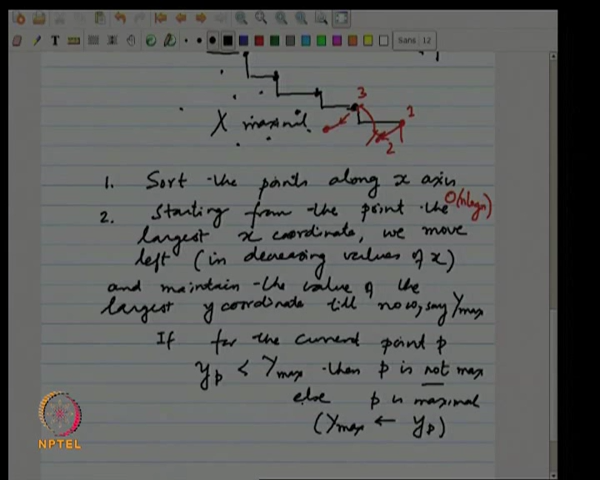 Sans, 12
3
1
2
X maximal
1. Sort the points along x axis
O(nlogn)
2. Starting from the point the
largest x coordinate, we move
left (in decreasing values of x)
and maintain the value of the
largest y coordinate till now, say Ymax
If for the current point p
yp < Ymax then p is not max
else p is maximal
(Ymax ← yp)
NPTEL